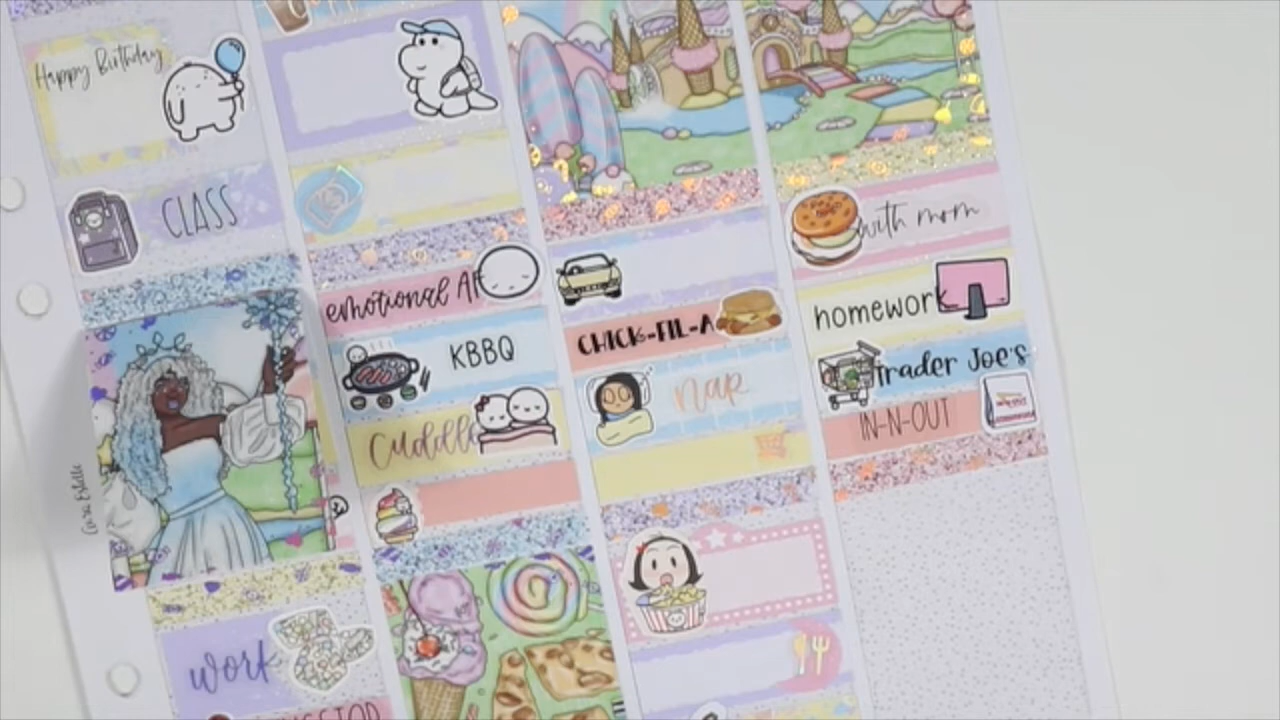 Happy Birthday
CLASS
work
emotional AF
KBBQ
Cuddle
CHICK-FIL-A
Nap
with mom
homework
Trader Joe's
IN-N-OUT